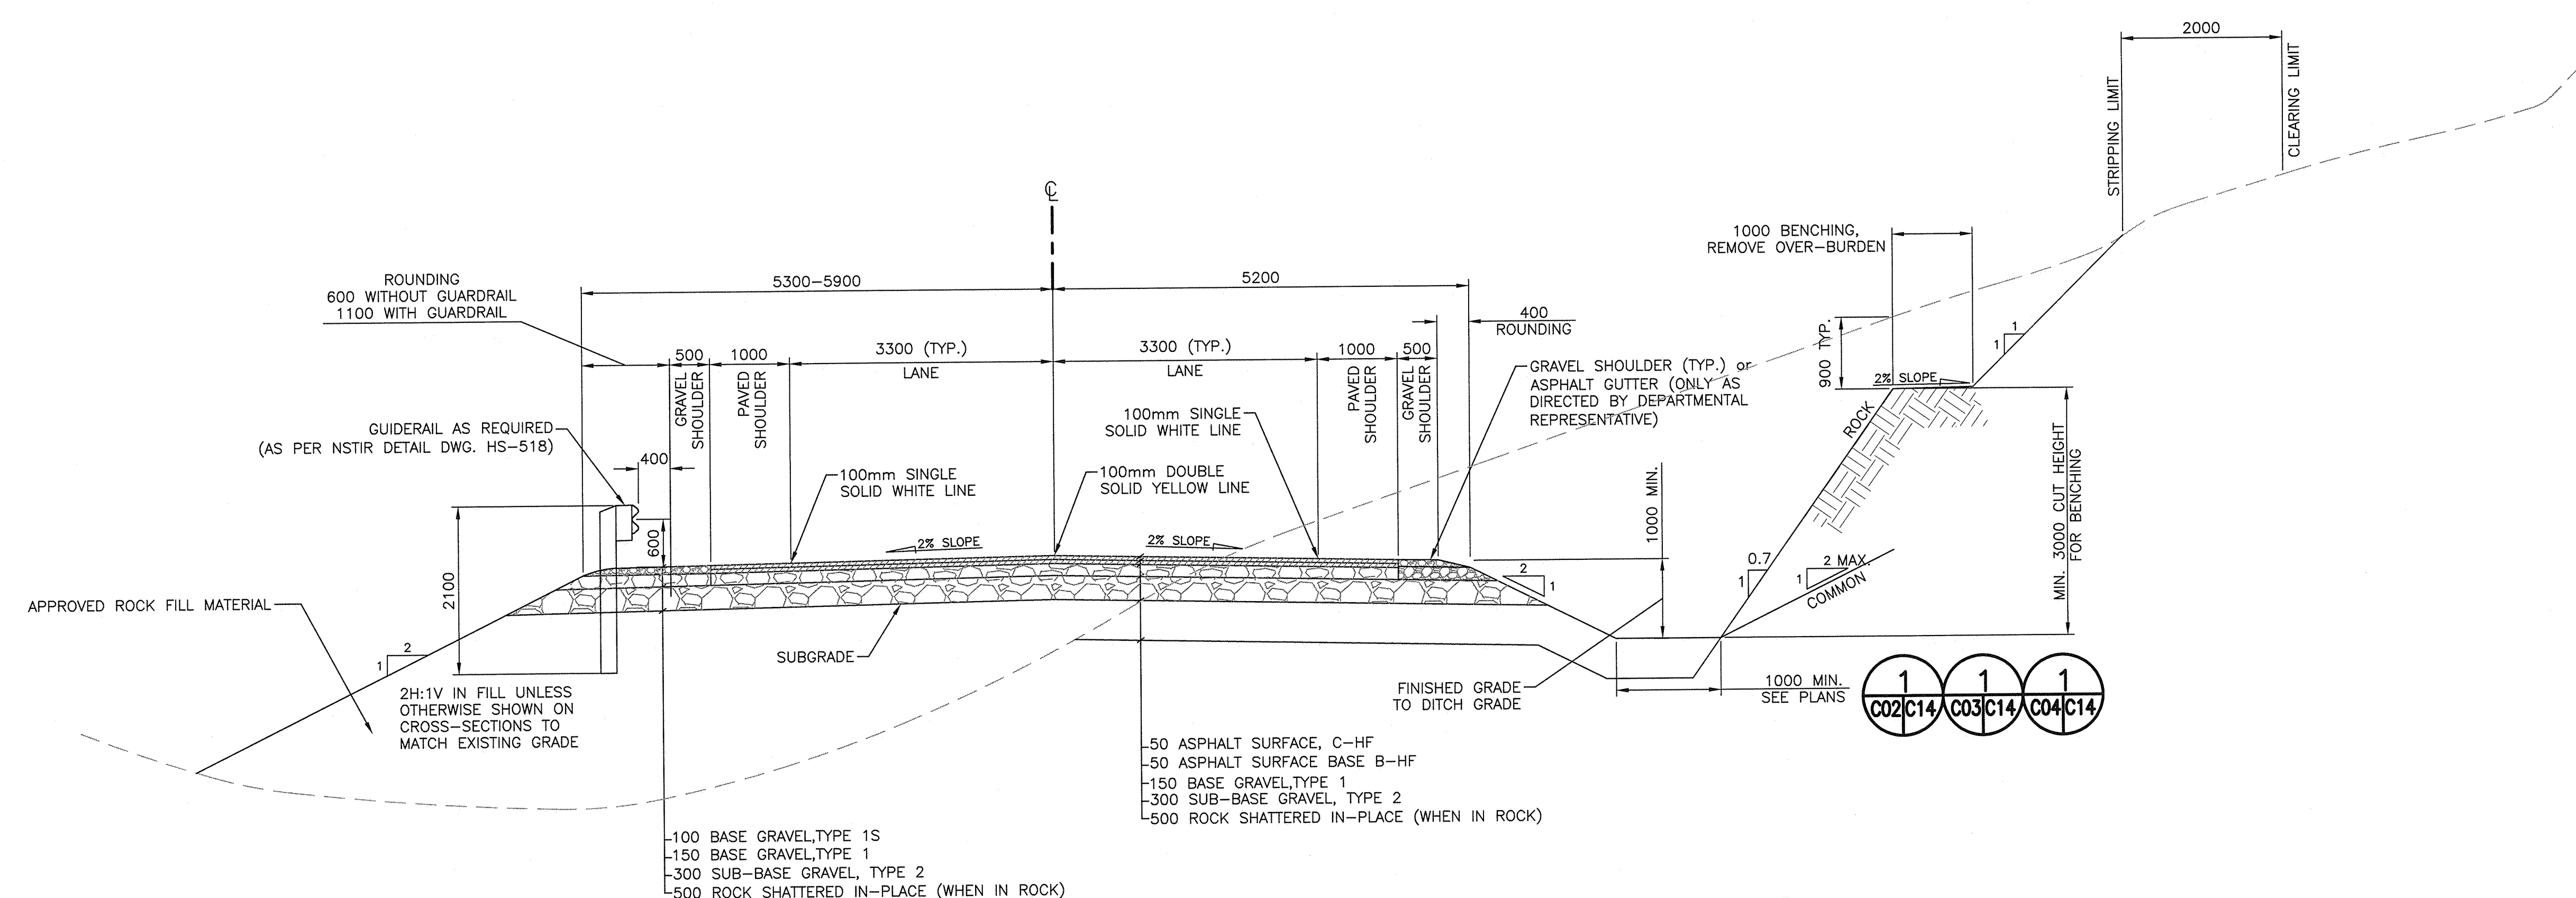 2000
STRIPPING LIMIT
CLEARING LIMIT
℄
1000 BENCHING,
REMOVE OVER-BURDEN
ROUNDING
600 WITHOUT GUARDRAIL
1100 WITH GUARDRAIL
5300-5900
5200
400
ROUNDING
500
1000
3300 (TYP.)
3300 (TYP.)
1000
500
GRAVEL
SHOULDER
PAVED
SHOULDER
LANE
LANE
PAVED
SHOULDER
GRAVEL
SHOULDER
900 TYP.
1
1
2% SLOPE
GRAVEL SHOULDER (TYP.) or
ASPHALT GUTTER (ONLY AS
DIRECTED BY DEPARTMENTAL
REPRESENTATIVE)
GUIDERAIL AS REQUIRED
(AS PER NSTIR DETAIL DWG. HS-518)
400
100mm SINGLE
SOLID WHITE LINE
100mm SINGLE
SOLID WHITE LINE
100mm DOUBLE
SOLID YELLOW LINE
ROCK
1000 MIN.
MIN. 3000 CUT HEIGHT
FOR BENCHING
2100
600
2% SLOPE
2% SLOPE
2
1
0.7
1
2 MAX.
1
COMMON
APPROVED ROCK FILL MATERIAL
2
1
SUBGRADE
2H:1V IN FILL UNLESS
OTHERWISE SHOWN ON
CROSS-SECTIONS TO
MATCH EXISTING GRADE
FINISHED GRADE
TO DITCH GRADE
1000 MIN.
SEE PLANS
1
C02 C14
1
C03 C14
1
C04 C14
50 ASPHALT SURFACE, C-HF
50 ASPHALT SURFACE BASE B-HF
150 BASE GRAVEL,TYPE 1
300 SUB-BASE GRAVEL, TYPE 2
500 ROCK SHATTERED IN-PLACE (WHEN IN ROCK)
100 BASE GRAVEL,TYPE 1S
150 BASE GRAVEL,TYPE 1
300 SUB-BASE GRAVEL, TYPE 2
500 ROCK SHATTERED IN-PLACE (WHEN IN ROCK)